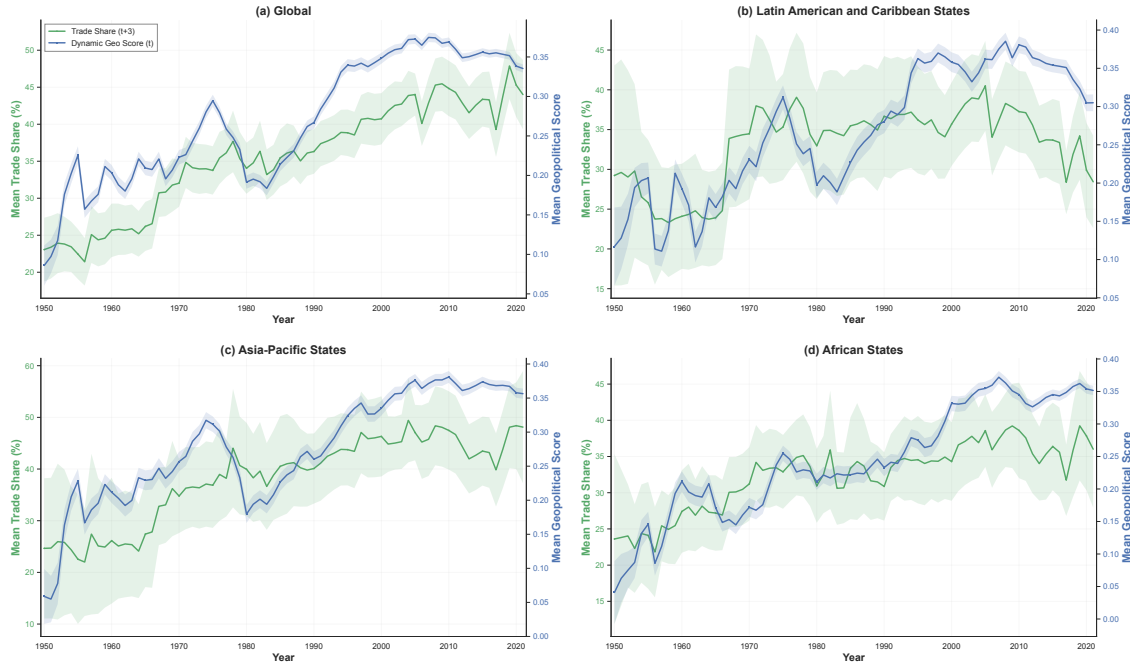 (a) Global
Trade Share (t+3)
Dynamic Geo Score (t)
Mean Trade Share (%)
50
45
40
35
30
25
20
Mean Geopolitical Score
0.35
0.30
0.25
0.20
0.15
0.10
0.05
1950 1960 1970 1980 1990 2000 2010 2020
Year
(b) Latin American and Caribbean States
Mean Trade Share (%)
45
40
35
30
25
20
15
Mean Geopolitical Score
0.40
0.35
0.30
0.25
0.20
0.15
0.10
0.05
1950 1960 1970 1980 1990 2000 2010 2020
Year
(c) Asia-Pacific States
Mean Trade Share (%)
60
50
40
30
20
10
Mean Geopolitical Score
0.40
0.35
0.30
0.25
0.20
0.15
0.10
0.05
0.00
1950 1960 1970 1980 1990 2000 2010 2020
Year
(d) African States
Mean Trade Share (%)
45
40
35
30
25
20
15
Mean Geopolitical Score
0.40
0.35
0.30
0.25
0.20
0.15
0.10
0.05
0.00
1950 1960 1970 1980 1990 2000 2010 2020
Year